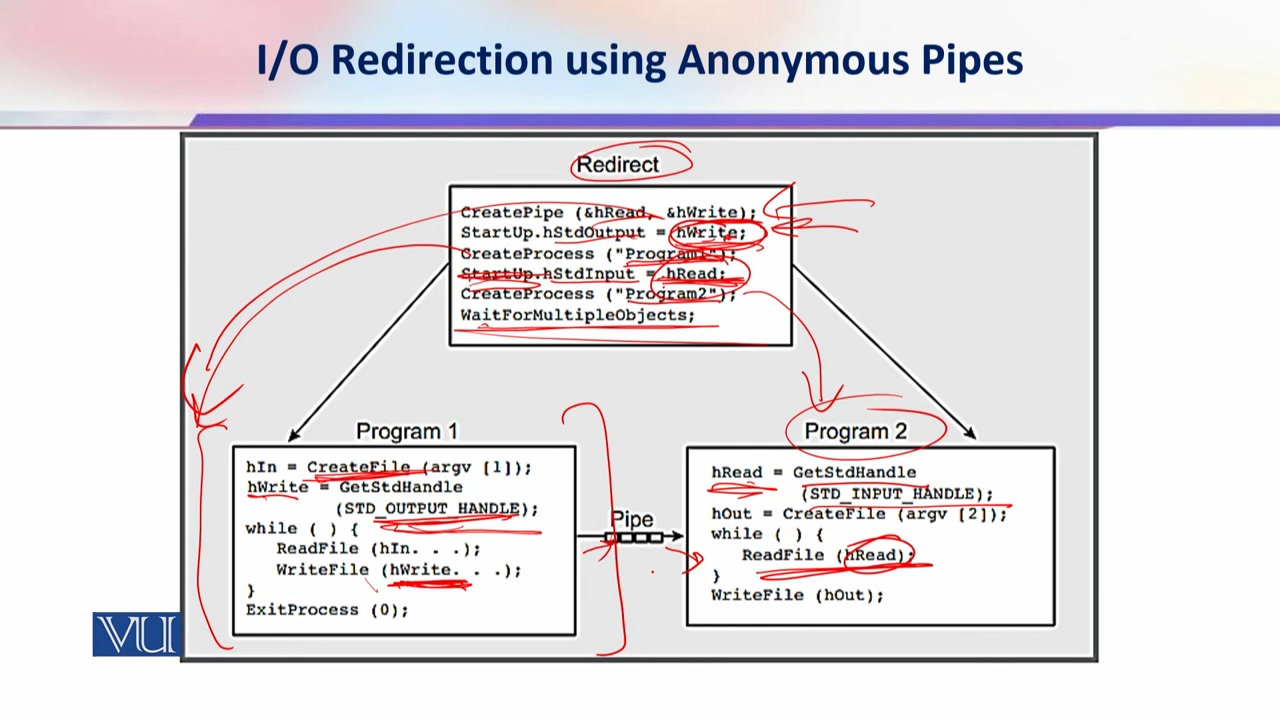 I/O Redirection using Anonymous Pipes
Redirect
CreatePipe (&hRead, &hWrite);
StartUp.hStdOutput = hWrite;
CreateProcess ("Program1");
StartUp.hStdInput = hRead;
CreateProcess ("Program2");
WaitForMultipleObjects;
Program 1
hIn = CreateFile (argv [1]);
hWrite = GetStdHandle
(STD_OUTPUT_HANDLE);
while ( ) {
ReadFile (hIn. . .);
WriteFile (hWrite. . .);
}
ExitProcess (0);
Pipe
Program 2
hRead = GetStdHandle
(STD_INPUT_HANDLE);
hOut = CreateFile (argv [2]);
while ( ) {
ReadFile (hRead);
}
WriteFile (hOut);
VU